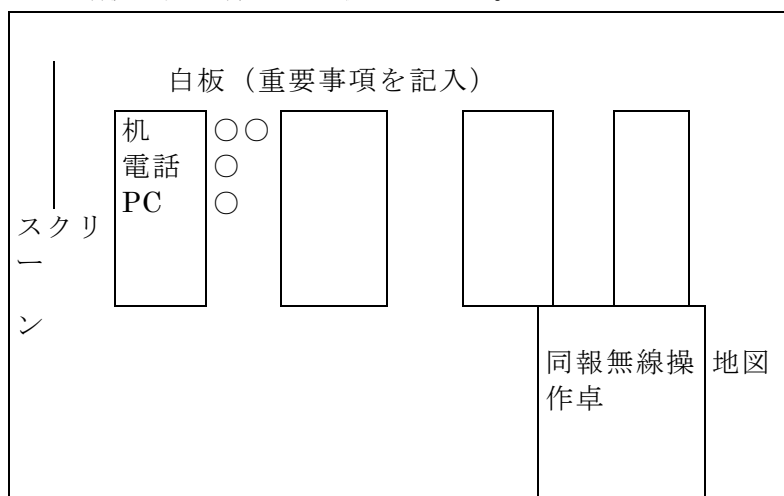 白板（重要事項を記入）
机 ○○
電話 ○
PC ○
スクリ
ー
ン
同報無線操
作卓
地図